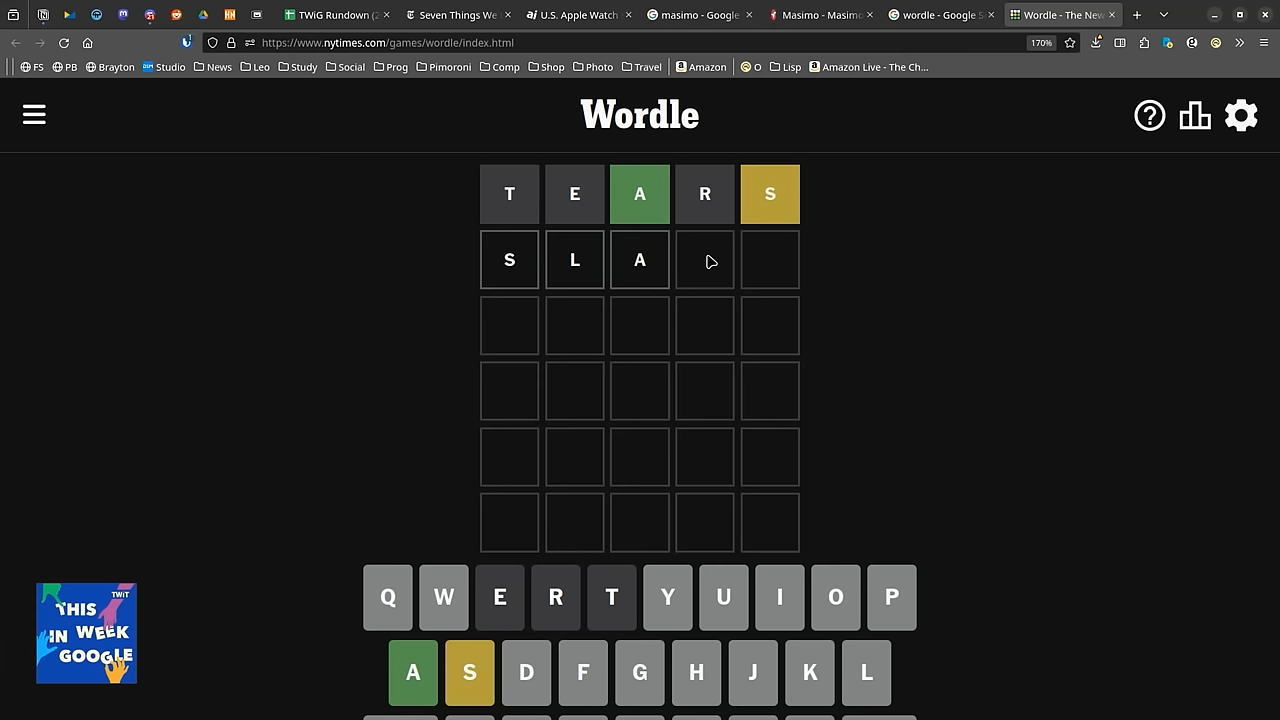 TWiG Rundown (2
Seven Things We
U.S. Apple Watch
masimo - Google
Masimo - Masimo
wordle - Google S
Wordle - The New
https://www.nytimes.com/games/wordle/index.html
170%
FS PB Brayton Studio News Leo Study Social Prog Pimoroni Comp Shop Photo Travel Amazon O Lisp Amazon Live - The Ch...
Wordle
T E A R S
S L A
Q W E R T Y U I O P
A S D F G H J K L
TWiT
THIS
IN WEEK
GOOGLE